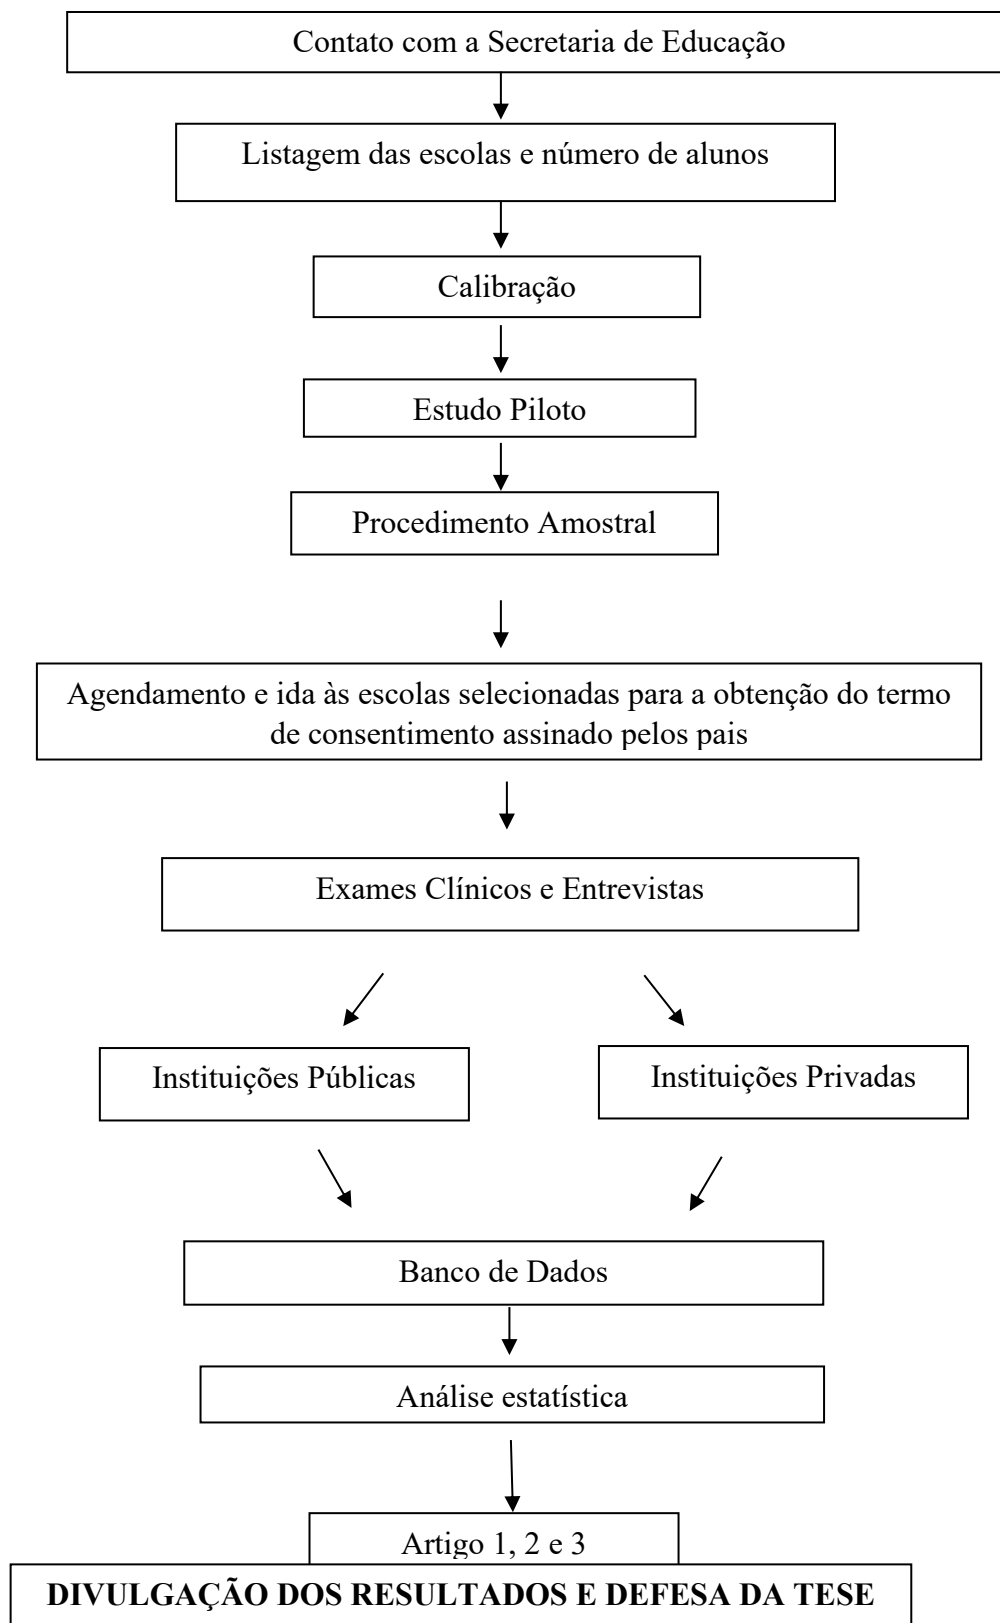 Contato com a Secretaria de Educação
Listagem das escolas e número de alunos
Calibração
Estudo Piloto
Procedimento Amostral
Agendamento e ida às escolas selecionadas para a obtenção do termo
de consentimento assinado pelos pais
Exames Clínicos e Entrevistas
Instituições Públicas
Instituições Privadas
Banco de Dados
Análise estatística
Artigo 1, 2 e 3
DIVULGAÇÃO DOS RESULTADOS E DEFESA DA TESE